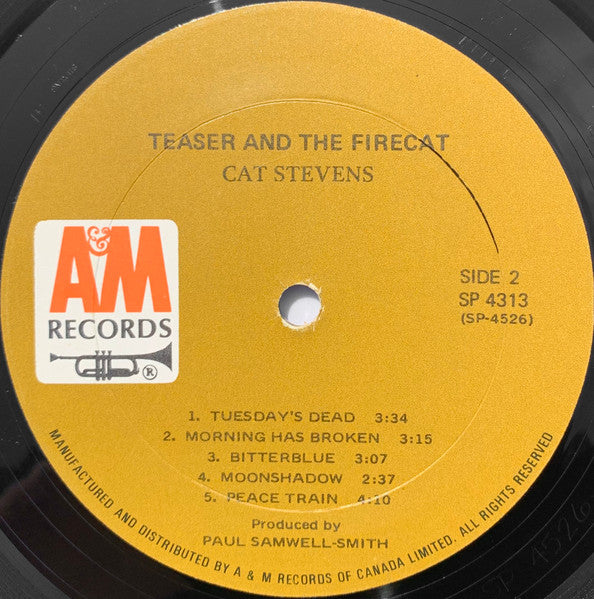 TEASER AND THE FIRECAT
CAT STEVENS
A&M
RECORDS
®
SIDE 2
SP 4313
(SP-4526)
1. TUESDAY'S DEAD 3:34
2. MORNING HAS BROKEN 3:15
3. BITTERBLUE 3:07
4. MOONSHADOW 2:37
5. PEACE TRAIN 4:10
Produced by
PAUL SAMWELL-SMITH
MANUFACTURED AND DISTRIBUTED BY A & M RECORDS OF CANADA LIMITED. ALL RIGHTS RESERVED